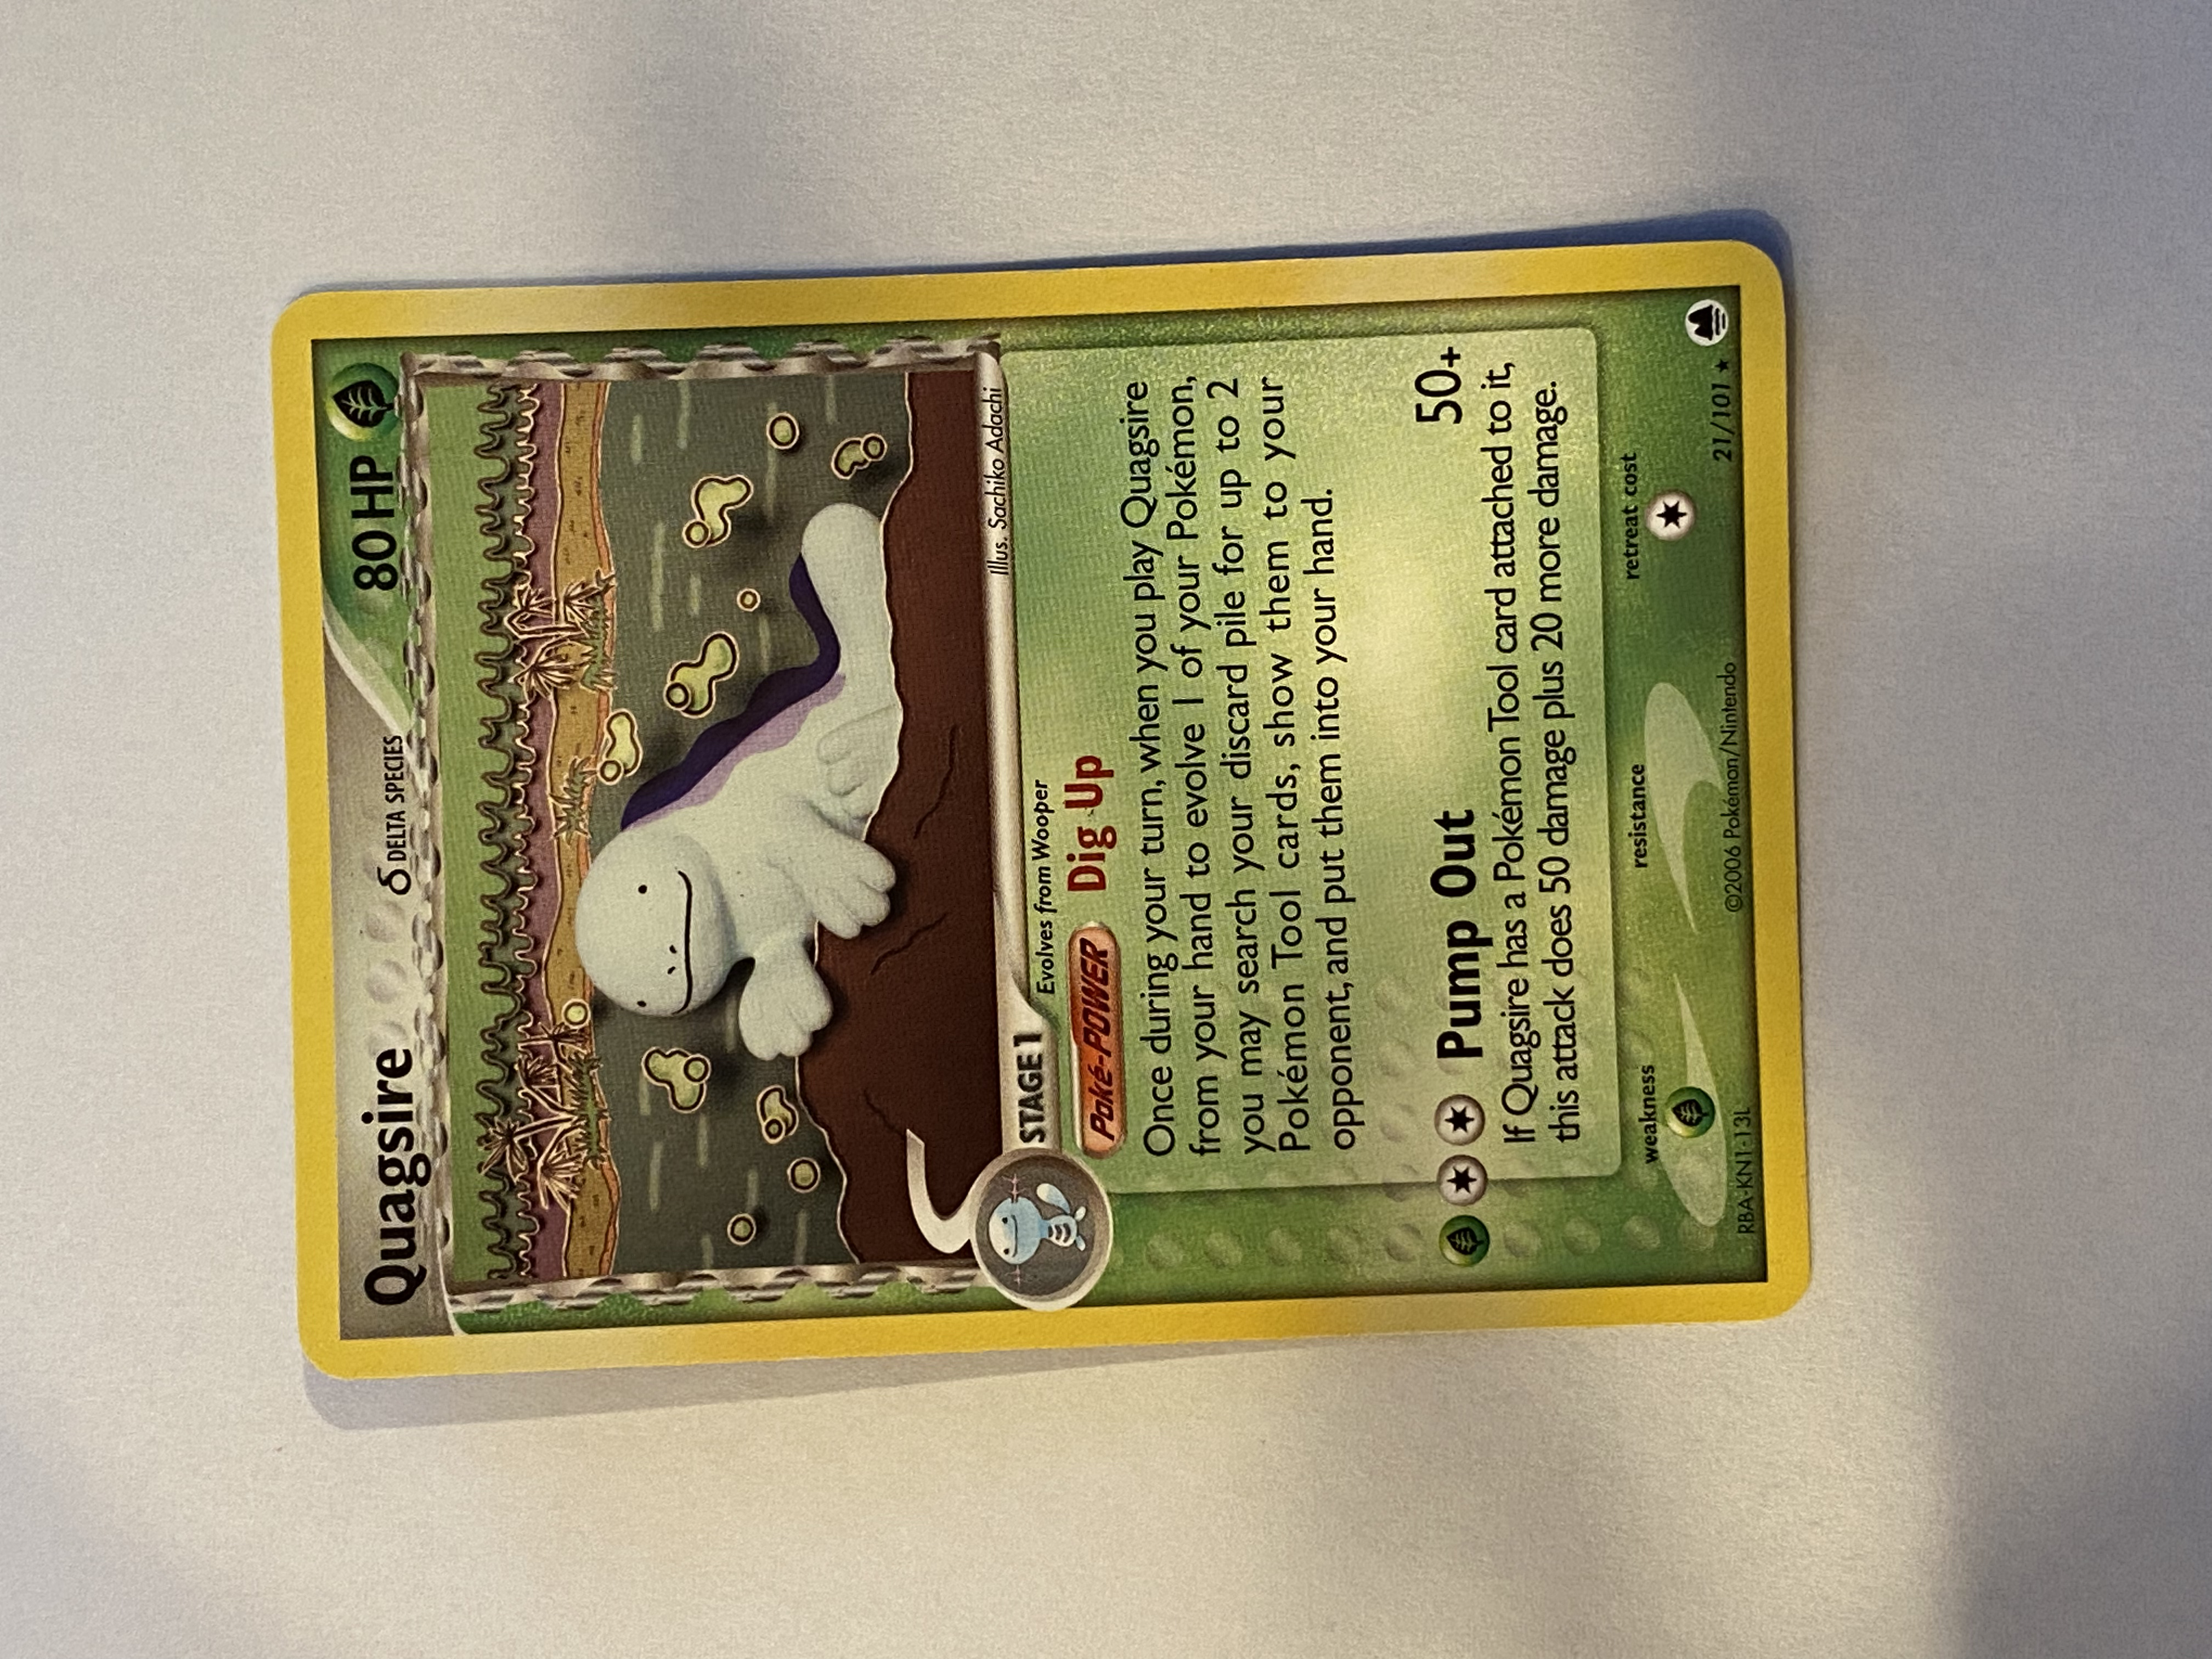 Quagsire δ DELTA SPECIES 80 HP
Illus. Sachiko Adachi
STAGE 1 Evolves from Wooper
Poké-POWER Dig Up
Once during your turn, when you play Quagsire
from your hand to evolve 1 of your Pokémon,
you may search your discard pile for up to 2
Pokémon Tool cards, show them to your
opponent, and put them into your hand.
Pump Out 50+
If Quagsire has a Pokémon Tool card attached to it,
this attack does 50 damage plus 20 more damage.
weakness resistance retreat cost
RBA-KN1-13L ©2006 Pokémon/Nintendo 21/101 ★